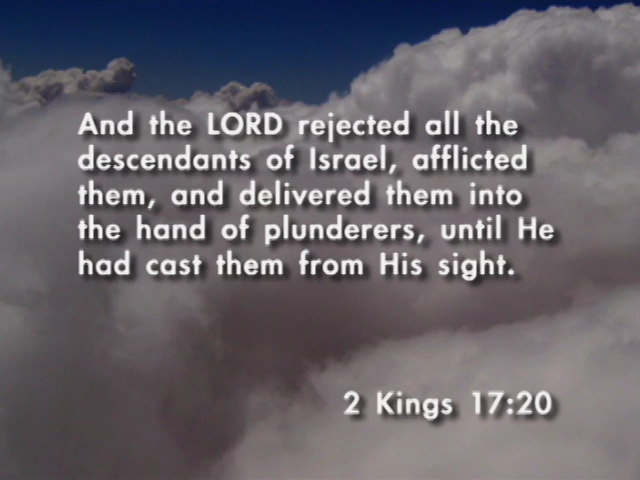 And the LORD rejected all the
descendants of Israel, afflicted
them, and delivered them into
the hand of plunderers, until He
had cast them from His sight.
2 Kings 17:20